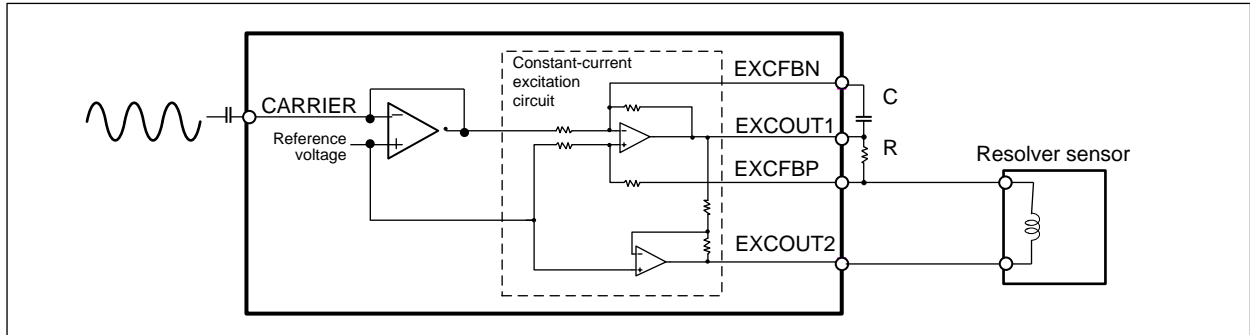 Constant-current
excitation
circuit
EXCFBN
C
CARRIER
EXCOUT1
Reference
voltage
R
Resolver sensor
EXCFBP
EXCOUT2